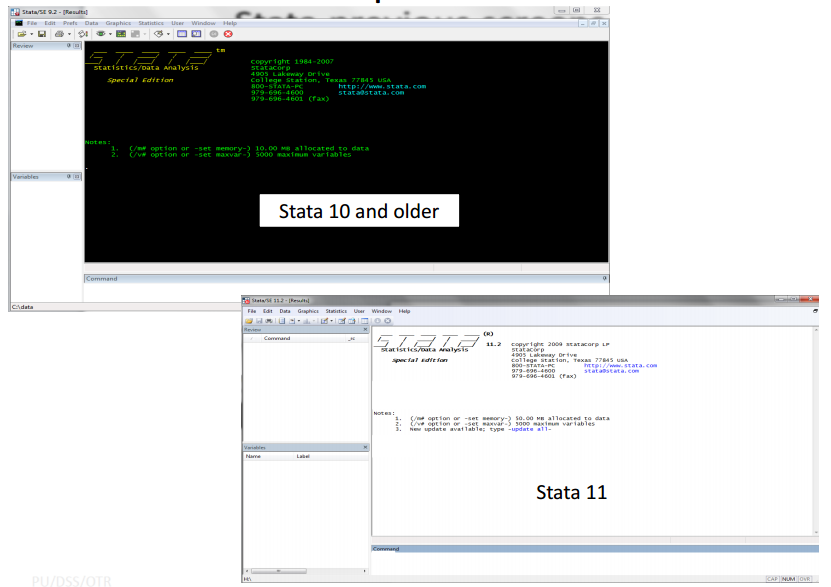 Stata previous screens
Stata/SE 9.2 - [Results]
File Edit Prefs Data Graphics Statistics User Window Help
Review
tm
Statistics/Data Analysis
Special Edition
Copyright 1984-2007
StataCorp
4905 Lakeway Drive
College Station, Texas 77845 USA
800-STATA-PC http://www.stata.com
979-696-4600 stata@stata.com
979-696-4601 (fax)
Notes:
1. (/m# option or -set memory-) 10.00 MB allocated to data
2. (/v# option or -set maxvar-) 5000 maximum variables
.
Variables
Stata 10 and older
Command
C:\data
Stata/SE 11.2 - [Results]
File Edit Data Graphics Statistics User Window Help
Review
Command _rc
(R)
11.2
Statistics/Data Analysis
Special Edition
Copyright 2009 StataCorp LP
StataCorp
4905 Lakeway Drive
College Station, Texas 77845 USA
800-STATA-PC http://www.stata.com
979-696-4600 stata@stata.com
979-696-4601 (fax)
Notes:
1. (/m# option or -set memory-) 50.00 MB allocated to data
2. (/v# option or -set maxvar-) 5000 maximum variables
3. New update available; type -update all-
Variables
Name Label
Stata 11
Command
H:\
CAP NUM OVR
PU/DSS/OTR